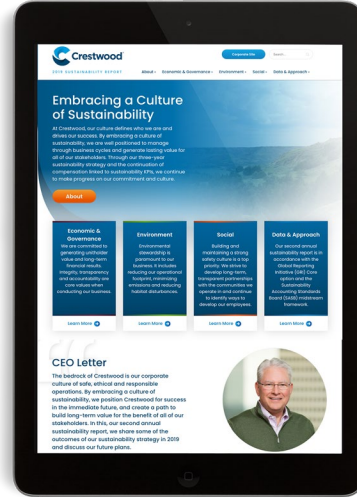 Crestwood
Corporate Site
Search
2019 SUSTAINABILITY REPORT
About
Economic & Governance
Environment
Social
Data & Approach
Embracing a Culture
of Sustainability
At Crestwood, our culture defines who we are and
drives our success. By embracing a culture of
sustainability, we are well positioned to manage
through business cycles and generate lasting value for
all of our stakeholders. Through our three-year
sustainability strategy and the continuation of
compensation linked to sustainability KPIs, we continue
to make progress on our commitment and culture.
About
Economic &
Governance
We are committed to
generating unitholder
value and long-term
financial results.
Integrity, transparency
and accountability are
core values when
conducting our business.
Learn More
Environment
Environmental
stewardship is
paramount to our
business. It includes
reducing our operational
footprint, minimizing
emissions and reducing
habitat disturbances.
Learn More
Social
Building and
maintaining a strong
safety culture is a top
priority. We strive to
develop long-term,
transparent partnerships
with the communities we
operate in and continue
to identify ways to
develop our employees.
Learn More
Data & Approach
Our second annual
sustainability report is in
accordance with the
Global Reporting
Initiative (GRI) Core
option and the
Sustainability
Accounting Standards
Board (SASB) midstream
framework.
Learn More
CEO Letter
The bedrock of Crestwood is our corporate
culture of safe, ethical and responsible
operations. By embracing a culture of
sustainability, we position Crestwood for success
in the immediate future, and create a path to
build long-term value for the benefit of all of our
stakeholders. In this, our second annual
sustainability report, we share some of the
outcomes of our sustainability strategy in 2019
and discuss our future plans.